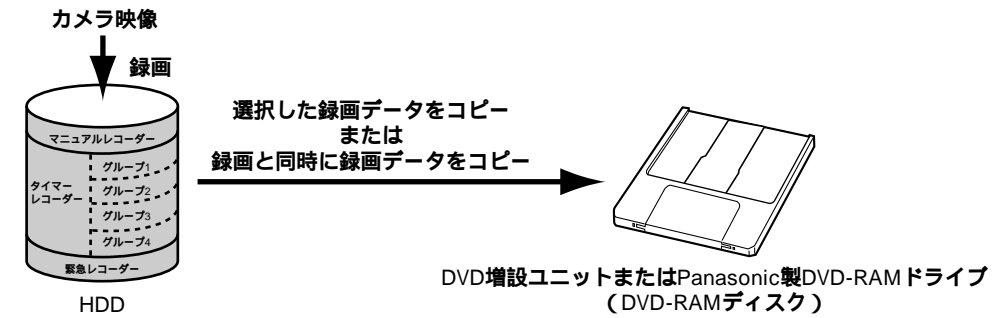 カメラ映像
録画
マニュアルレコーダー
タイマー
レコーダー
グループ1
グループ2
グループ3
グループ4
緊急レコーダー
HDD
選択した録画データをコピー
または
録画と同時に録画データをコピー
DVD増設ユニットまたはPanasonic製DVD-RAMドライブ
（DVD-RAMディスク）